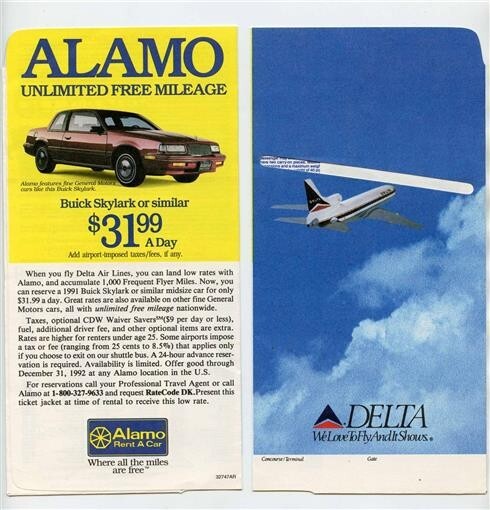 ALAMO
UNLIMITED FREE MILEAGE
Alamo features fine General Motors
cars like this Buick Skylark.
Buick Skylark or similar
$31.99
A Day
Add airport-imposed taxes/fees, if any.
When you fly Delta Air Lines, you can land low rates with
Alamo, and accumulate 1,000 Frequent Flyer Miles. Now, you
can reserve a 1991 Buick Skylark or similar midsize car for only
$31.99 a day. Great rates are also available on other fine General
Motors cars, all with unlimited free mileage nationwide.
Taxes, optional CDW Waiver Savers℠($9 per day or less),
fuel, additional driver fee, and other optional items are extra.
Rates are higher for renters under age 25. Some airports impose
a tax or fee (ranging from 25 cents to 8.5%) that applies only
if you choose to exit on our shuttle bus. A 24-hour advance reser-
vation is required. Availability is limited. Offer good through
December 31, 1992 at any Alamo location in the U.S.
For reservations call your Professional Travel Agent or call
Alamo at 1-800-327-9633 and request RateCode DK.Present this
ticket jacket at time of rental to receive this low rate.
Alamo
Rent A Car
Where all the miles
are free™
32747AR
have two carry-on pieces,
and a maximum weight
DELTA
DELTA
We Love To Fly And It Shows.®
Concourse/Terminal
Gate